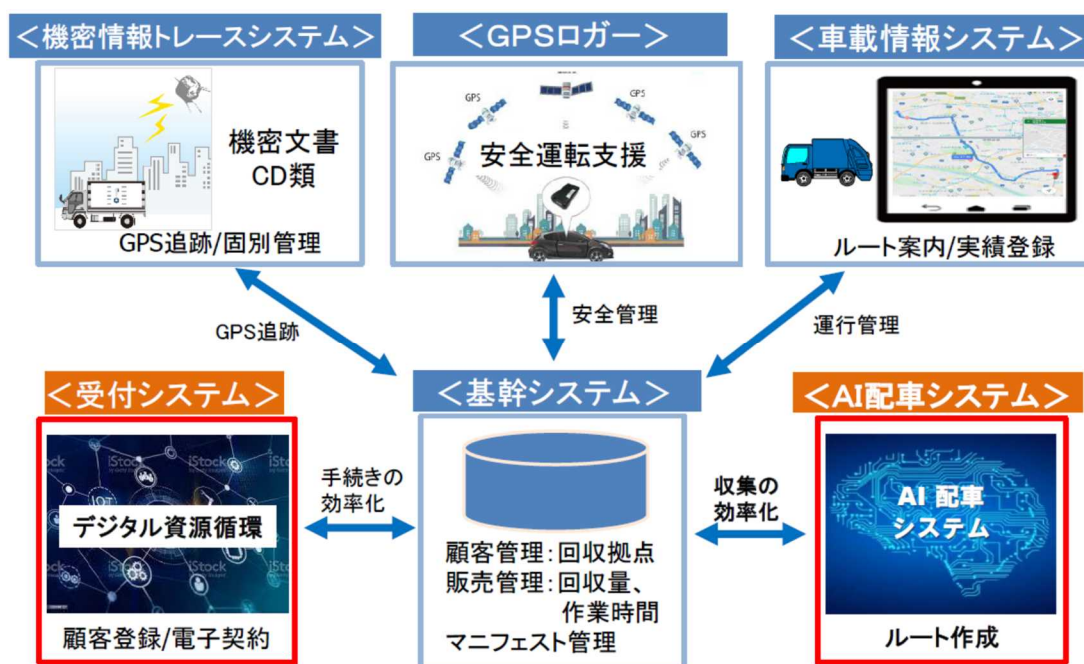 ＜機密情報トレースシステム＞
機密文書
CD類
GPS追跡/固別管理
＜GPSロガー＞
GPS
GPS
GPS
GPS
安全運転支援
＜車載情報システム＞
ルート案内/実績登録
GPS追跡
安全管理
運行管理
＜受付システム＞
iStock
iStock
IOT
デジタル資源循環
iStock
iStock
顧客登録/電子契約
手続きの
効率化
＜基幹システム＞
顧客管理：回収拠点
販売管理：回収量、
作業時間
マニフェスト管理
収集の
効率化
＜AI配車システム＞
AI 配車
システム
ルート作成